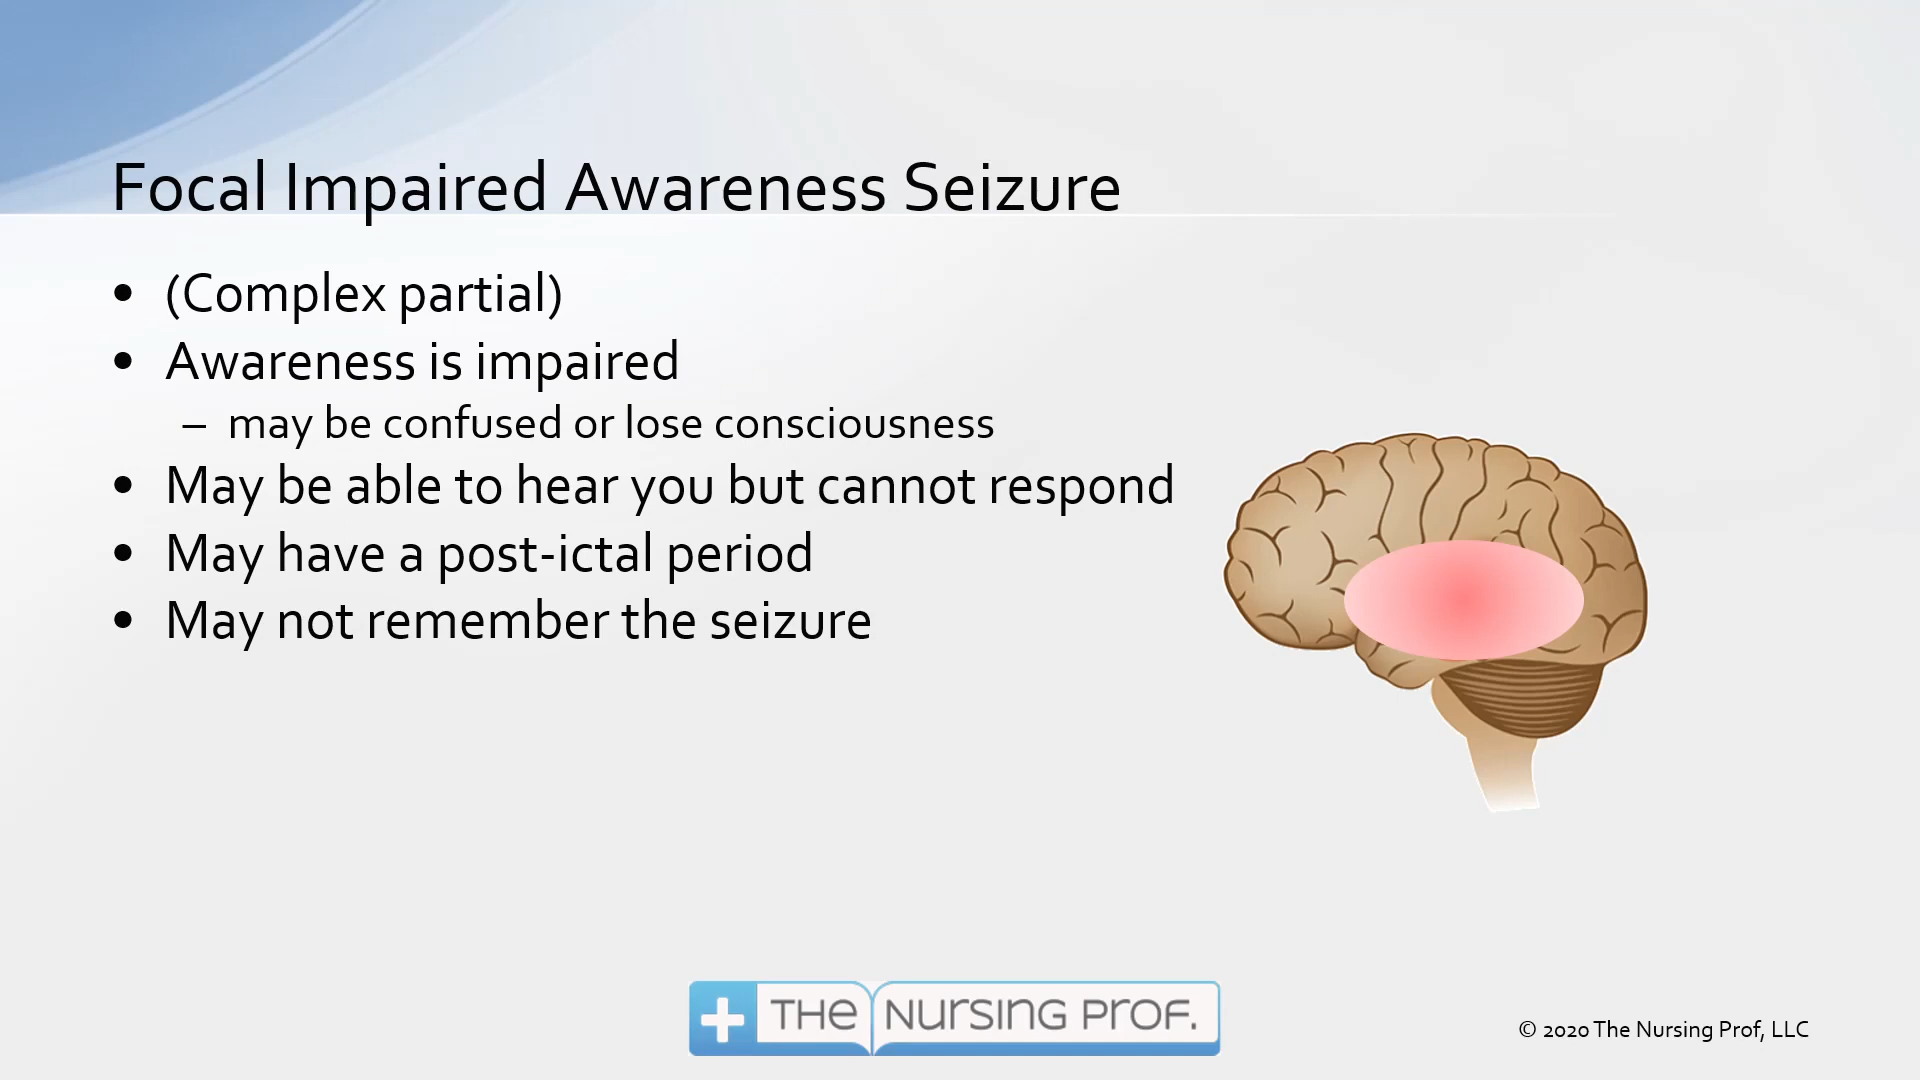 Focal Impaired Awareness Seizure
• (Complex partial)
• Awareness is impaired
– may be confused or lose consciousness
• May be able to hear you but cannot respond
• May have a post-ictal period
• May not remember the seizure
THE NURSING PROF.
© 2020 The Nursing Prof, LLC